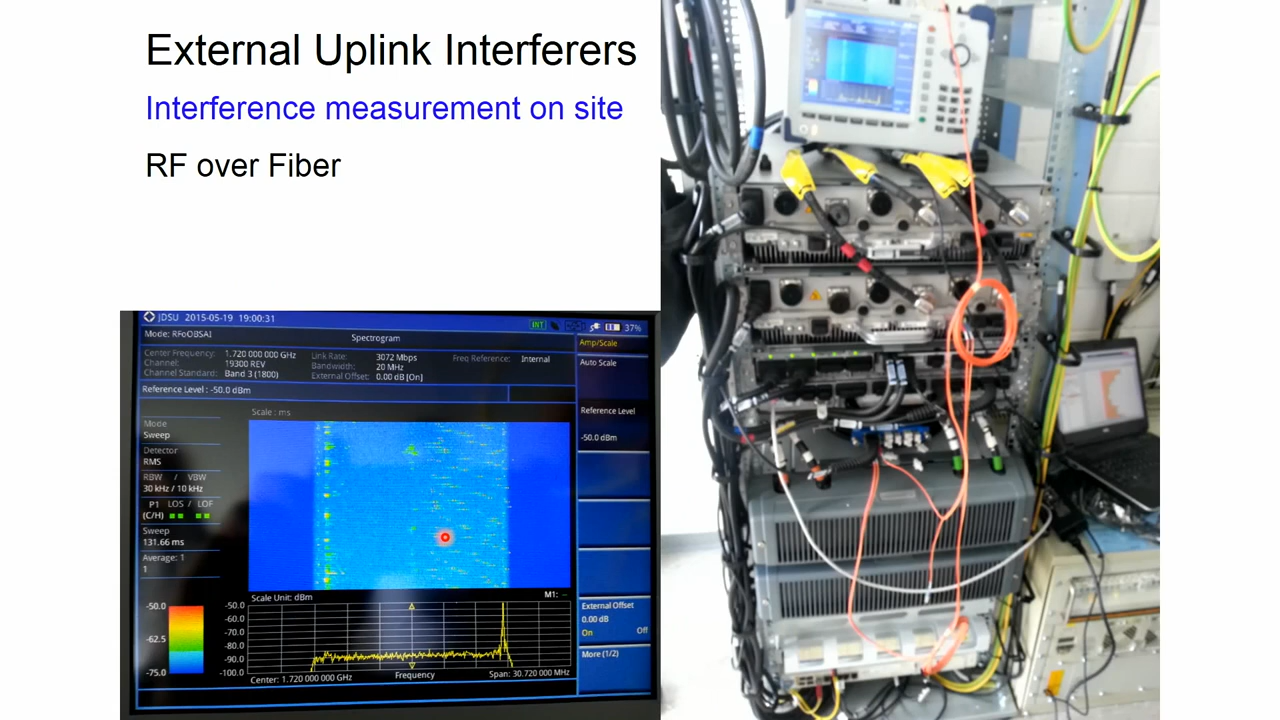 External Uplink Interferers
Interference measurement on site
RF over Fiber
JDSU 2015-05-19 19:00:31
INT
37%
Mode: RFoOBSAI
Spectrogram
Amp/Scale
Center Frequency: 1.720 000 000 GHz
Channel: 19300 REV
Channel Standard: Band 3 (1800)
Link Rate: 3072 Mbps
Bandwidth: 20 MHz
External Offset: 0.00 dB [On]
Freq Reference: Internal
Auto Scale
Reference Level : -50.0 dBm
Scale : ms
Reference Level
-50.0 dBm
Mode
Sweep
Detector
RMS
RBW / VBW
30 kHz / 10 kHz
P1 LOS / LOF
(C/H)
Sweep
131.66 ms
Average: 1
1
Scale Unit: dBm
M1: --
-50.0
-62.5
-75.0
-50.0
-60.0
-70.0
-80.0
-90.0
-100.0
Center: 1.720 000 000 GHz
Frequency
Span: 30.720 000 MHz
External Offset
0.00 dB
On Off
More (1/2)